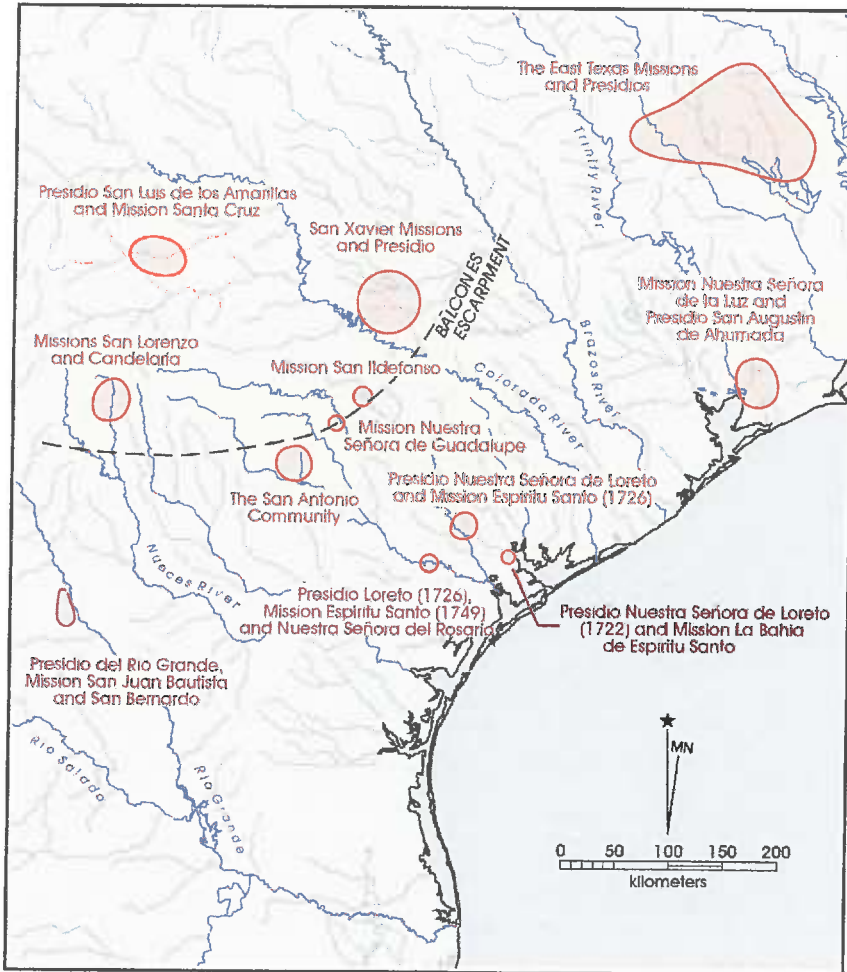 The East Texas Missions
and Presidios
Trinity River
Presidio San Luis de los Amarillas
and Mission Santa Cruz
San Xavier Missions
and Presidio
BALCONES
ESCARPMENT
Mission Nuestra Señora
de la Luz and
Presidio San Augustin
de Ahumada
Brazos River
Missions San Lorenzo
and Candelaria
Mission San Ildefonso
Colorado River
Mission Nuestra
Señora de Guadalupe
Presidio Nuestra Señora de Loreto
and Mission Espiritu Santo (1726)
The San Antonio
Community
Nueces River
Presidio Loreto (1726),
Mission Espiritu Santo (1749)
and Nuestra Señora del Rosario
Presidio Nuestra Señora de Loreto
(1722) and Mission La Bahia
de Espiritu Santo
Presidio del Rio Grande,
Mission San Juan Bautista
and San Bernardo
Rio Salado
Rio Grande
MN
0 50 100 150 200
kilometers